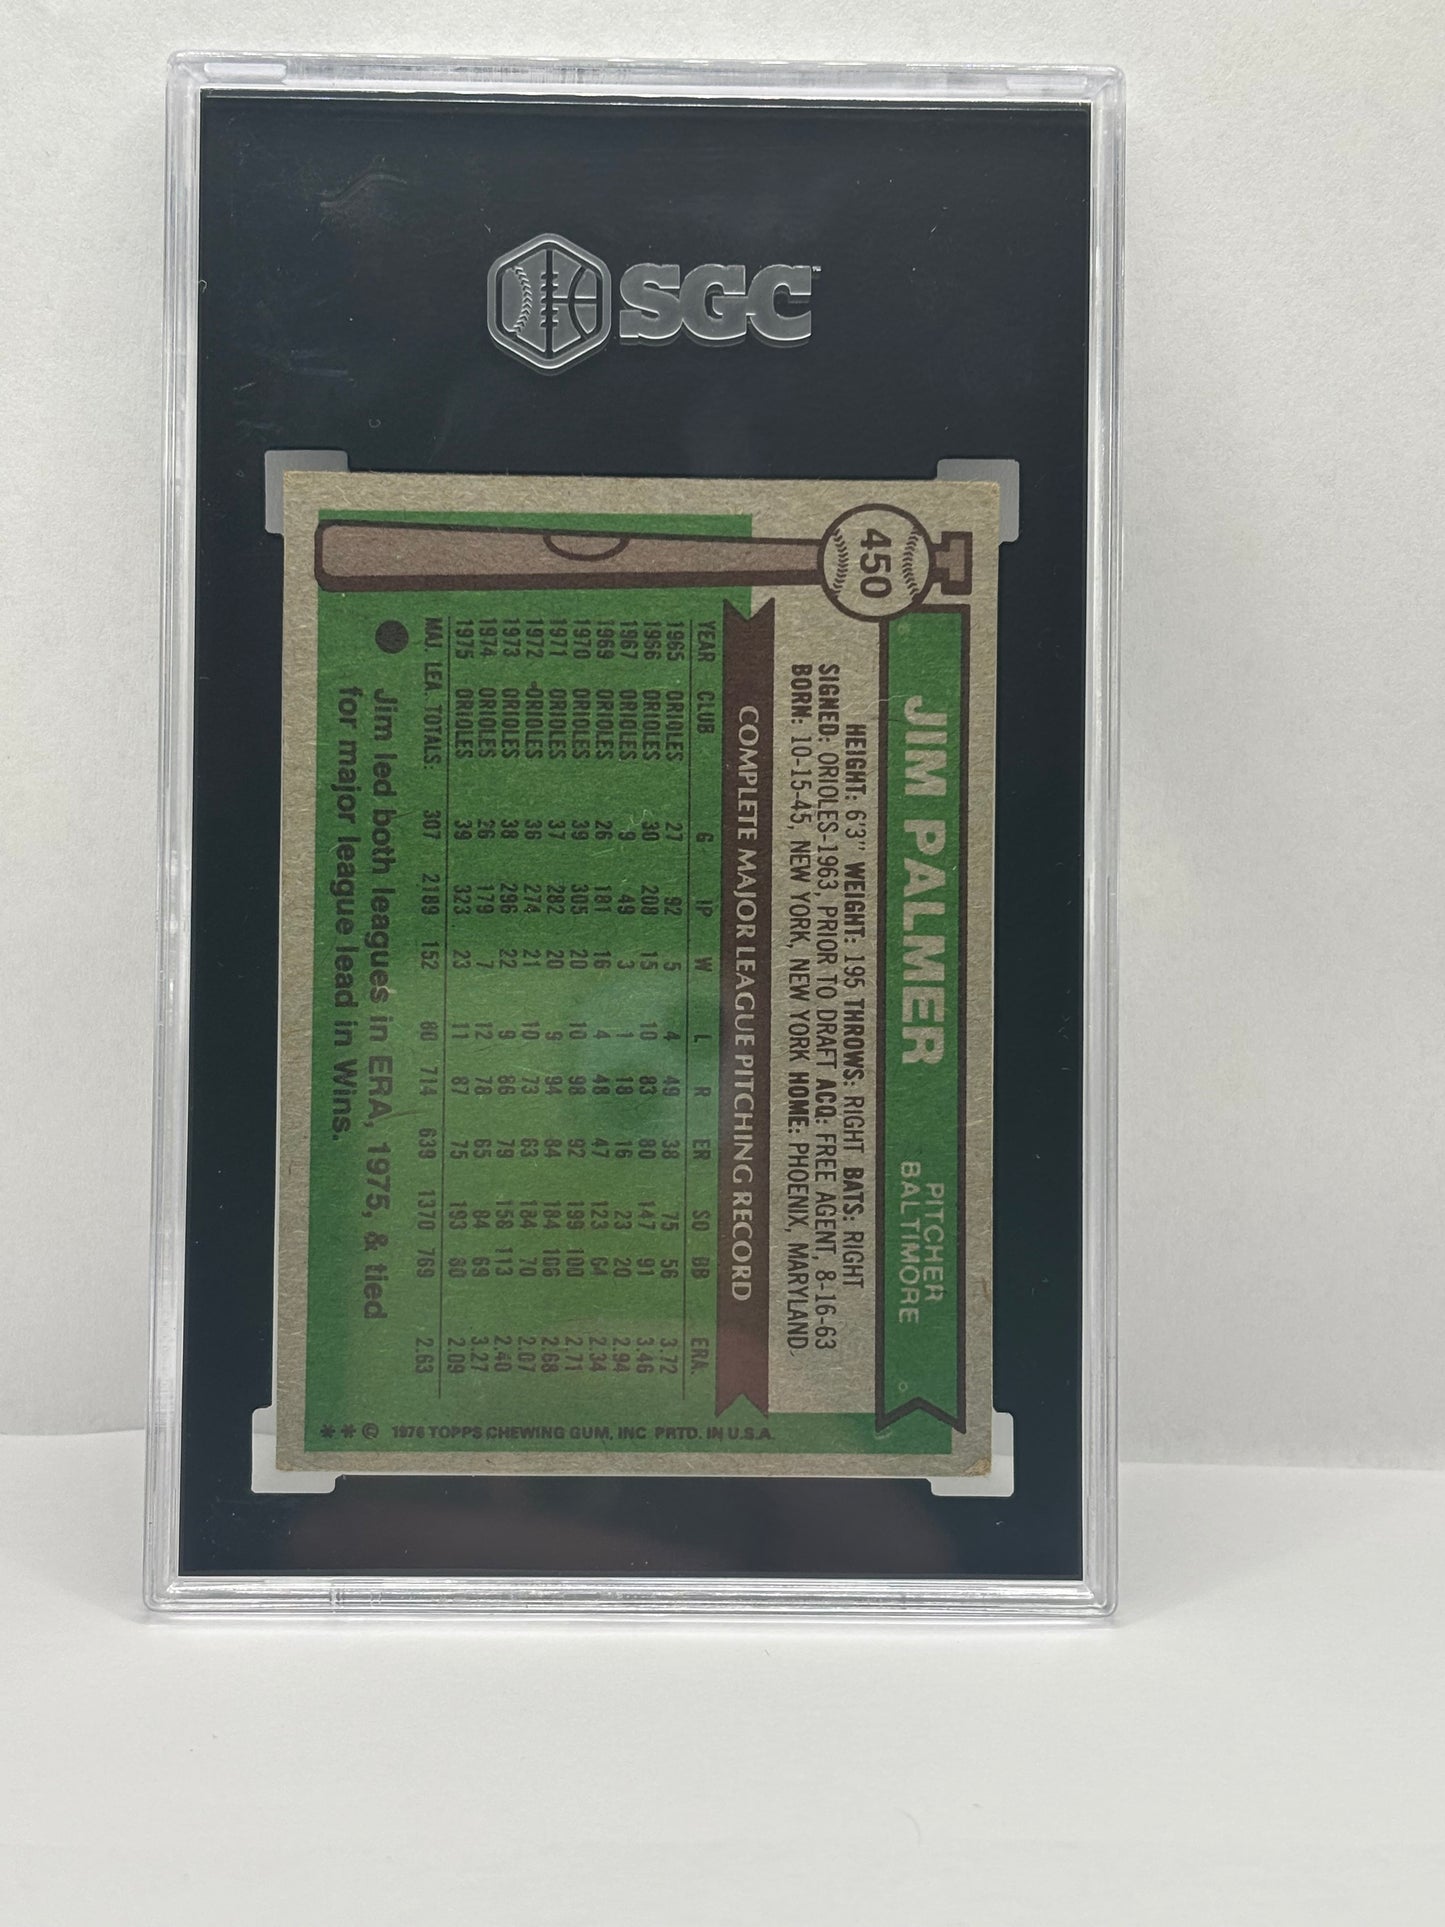 SGC™
450
JIM PALMER
PITCHER
BALTIMORE
HEIGHT: 6'3" WEIGHT: 195 THROWS: RIGHT BATS: RIGHT
SIGNED: ORIOLES-1963, PRIOR TO DRAFT ACQ: FREE AGENT, 8-16-63
BORN: 10-15-45, NEW YORK, NEW YORK HOME: PHOENIX, MARYLAND
COMPLETE MAJOR LEAGUE PITCHING RECORD
YEAR CLUB G IP W L R ER SO BB ERA
1965 ORIOLES 27 92 5 4 49 38 75 56 3.72
1966 ORIOLES 30 208 15 10 83 80 147 91 3.46
1967 ORIOLES 9 49 3 1 18 16 23 20 2.94
1969 ORIOLES 26 181 16 4 48 47 123 64 2.34
1970 ORIOLES 39 305 20 10 98 92 199 100 2.71
1971 ORIOLES 37 282 20 9 94 84 184 106 2.68
1972 ORIOLES 36 274 21 10 73 63 184 70 2.07
1973 ORIOLES 38 296 22 9 86 79 158 113 2.40
1974 ORIOLES 26 179 7 12 78 65 84 69 3.27
1975 ORIOLES 39 323 23 11 87 75 193 80 2.09
MAJ. LEA. TOTALS: 307 2189 152 80 714 639 1370 769 2.63
Jim led both leagues in ERA, 1975, & tied
for major league lead in Wins.
** © 1976 TOPPS CHEWING GUM, INC PRTD. IN U.S.A.